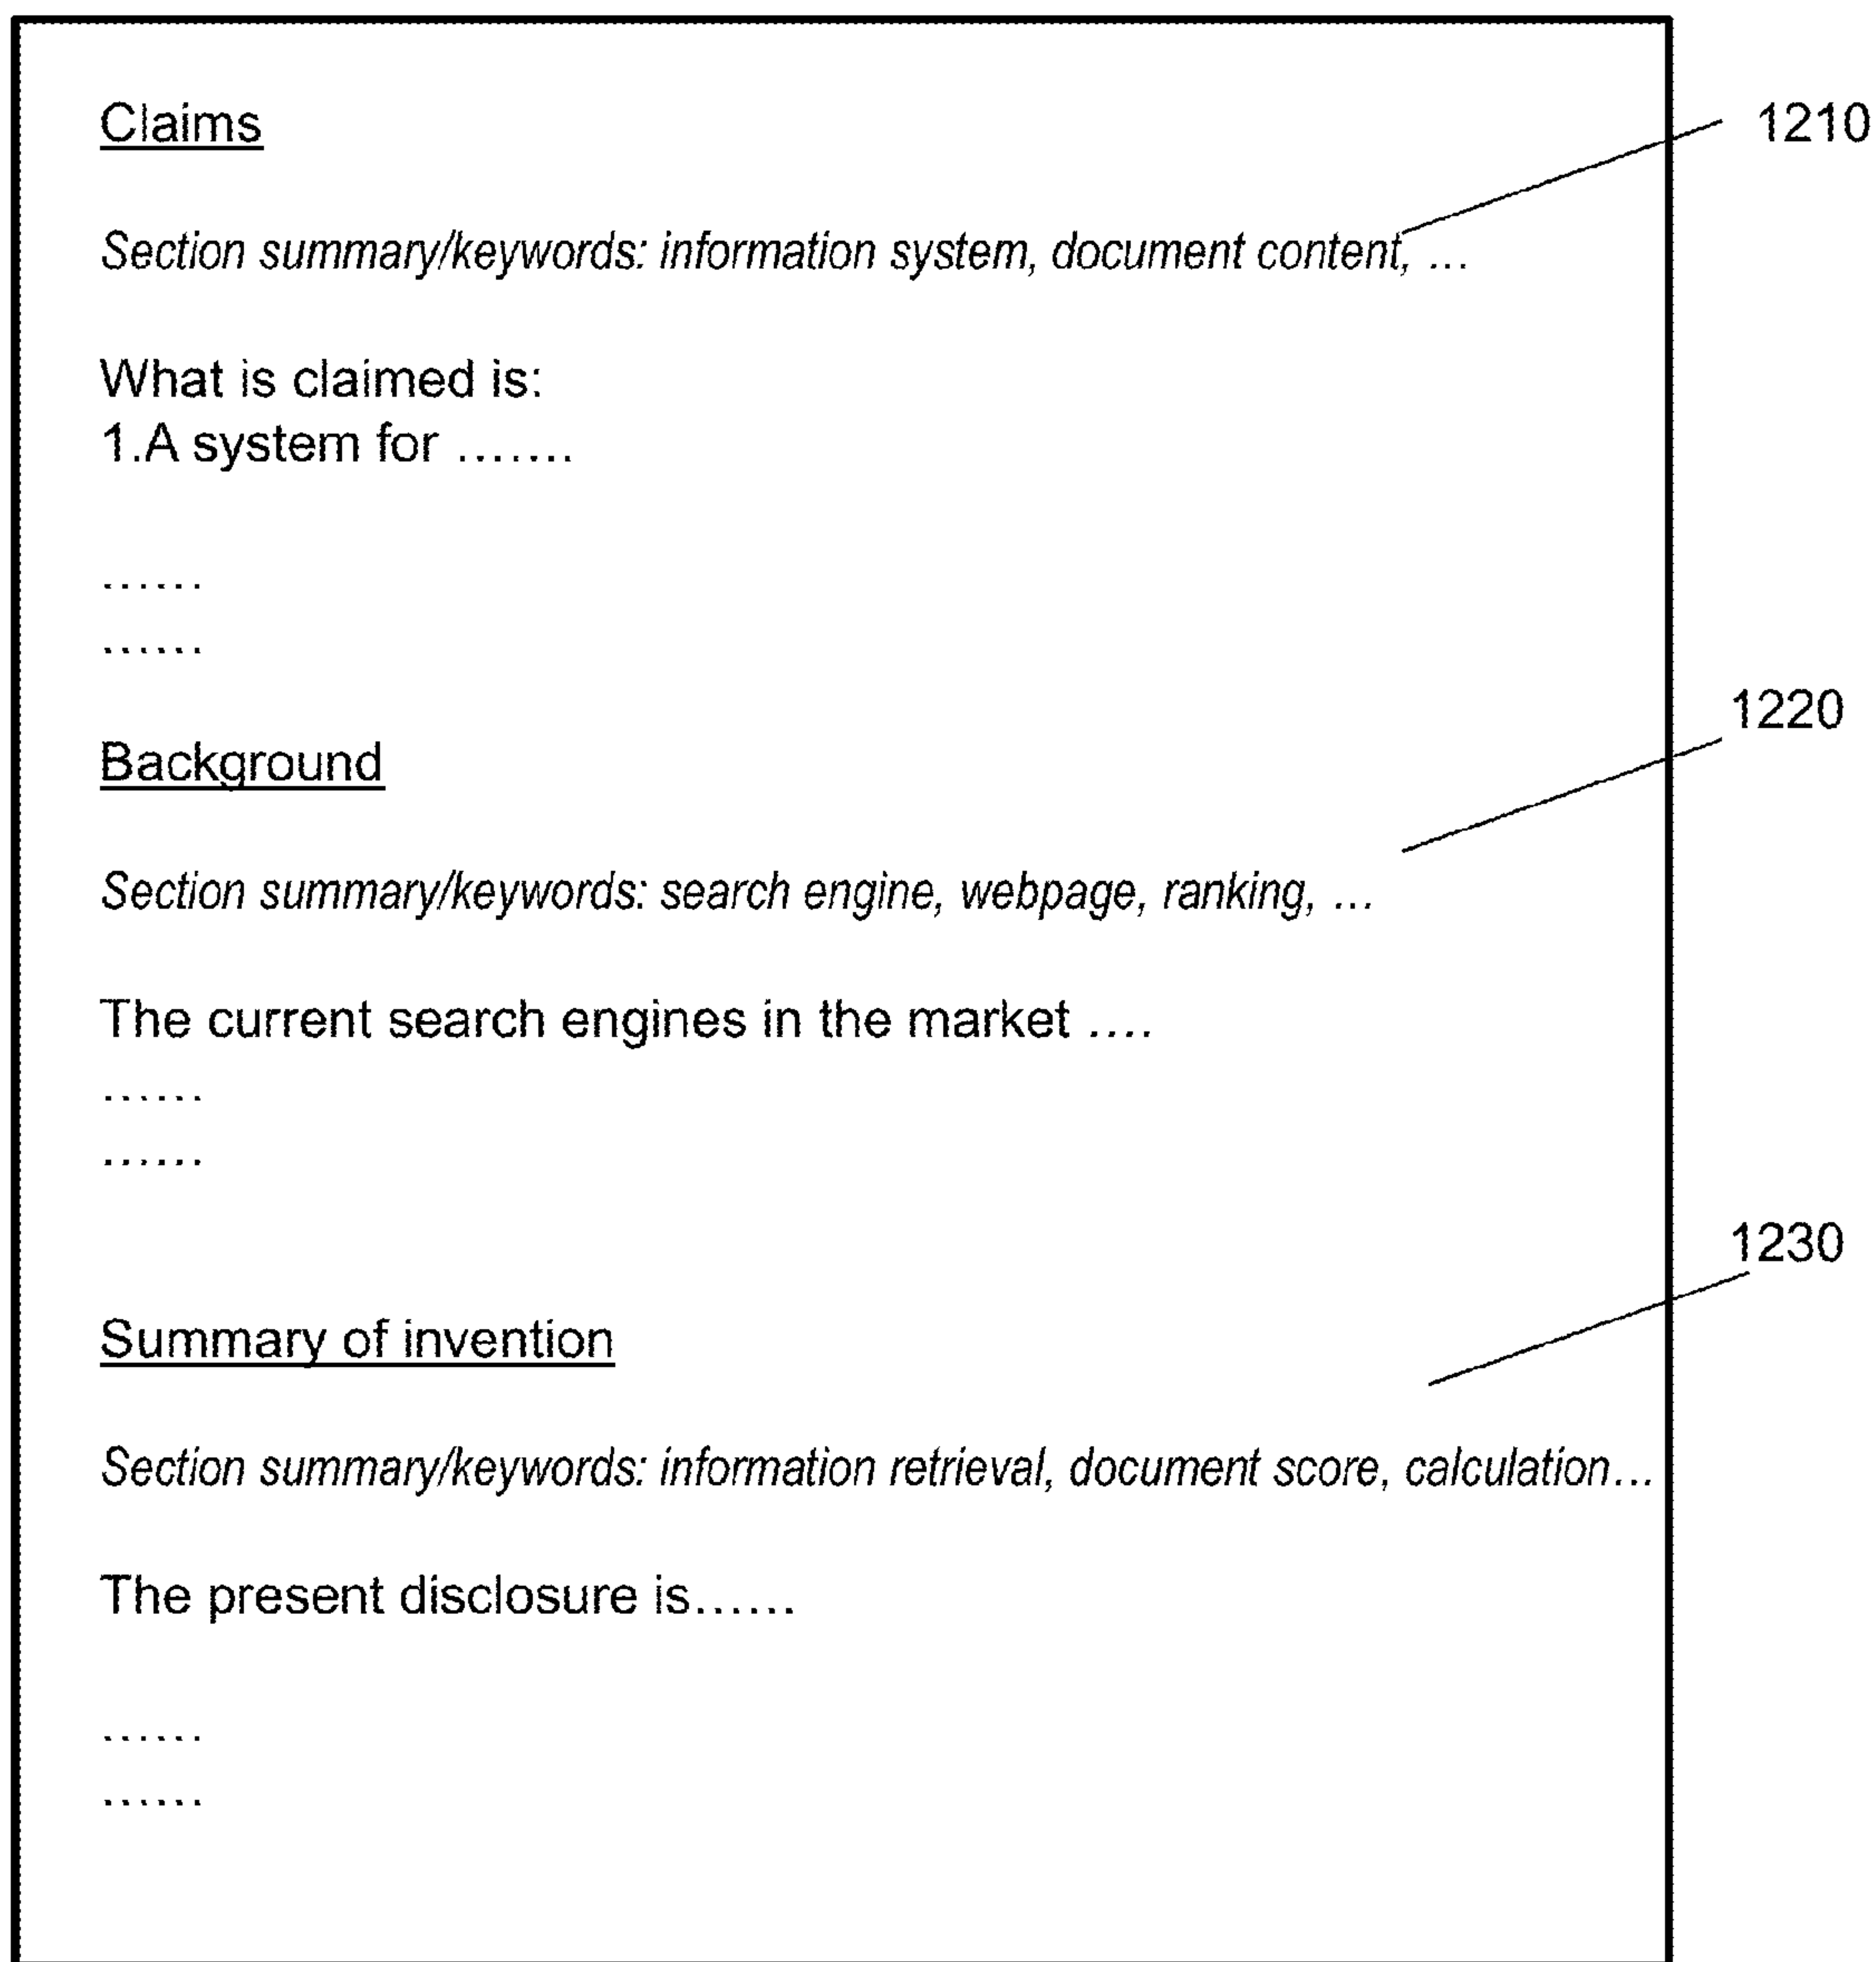 Claims
1210
Section summary/keywords: information system, document content, ...
What is claimed is:
1.A system for .......
......
......
1220
Background
Section summary/keywords: search engine, webpage, ranking, ...
The current search engines in the market ....
......
......
1230
Summary of invention
Section summary/keywords: information retrieval, document score, calculation...
The present disclosure is......
......
......